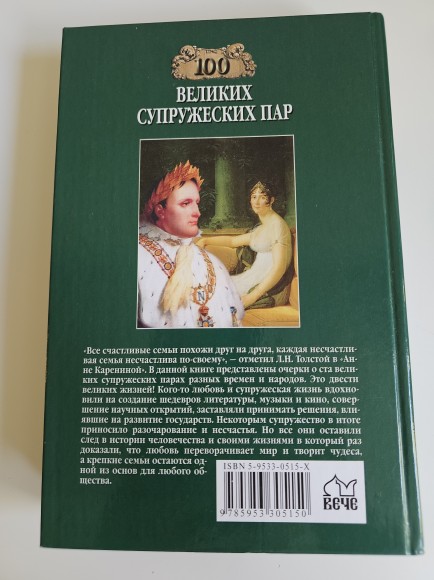 100
ВЕЛИКИХ
СУПРУЖЕСКИХ ПАР
«Все счастливые семьи похожи друг на друга, каждая несчастли-
вая семья несчастлива по-своему», – отметил Л.Н. Толстой в «Ан-
не Карениной». В данной книге представлены очерки о ста вели-
ких супружеских парах разных времен и народов. Это двести
великих жизней! Кого-то любовь и супружеская жизнь вдохно-
вили на создание шедевров литературы, музыки и кино, совер-
шение научных открытий, заставляли принимать решения, влия-
вшие на развитие государств. Некоторым супружество в итоге
приносило разочарование и несчастья. Но все они оставили
след в истории человечества и своими жизнями в который раз
доказали, что любовь переворачивает мир и творит чудеса,
а крепкие семьи остаются од-
ной из основ для любого об-
щества.
ISBN 5-9533-0515-X
9 785953 305150
ВЕЧЕ